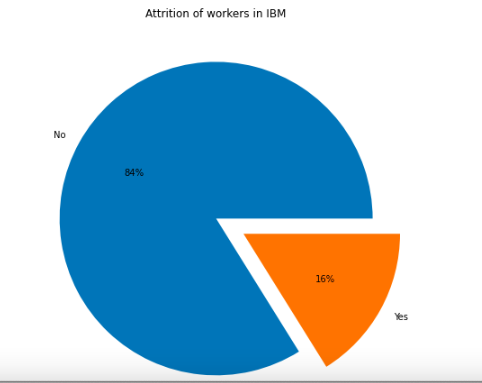 Attrition of workers in IBM
No
84%
16%
Yes